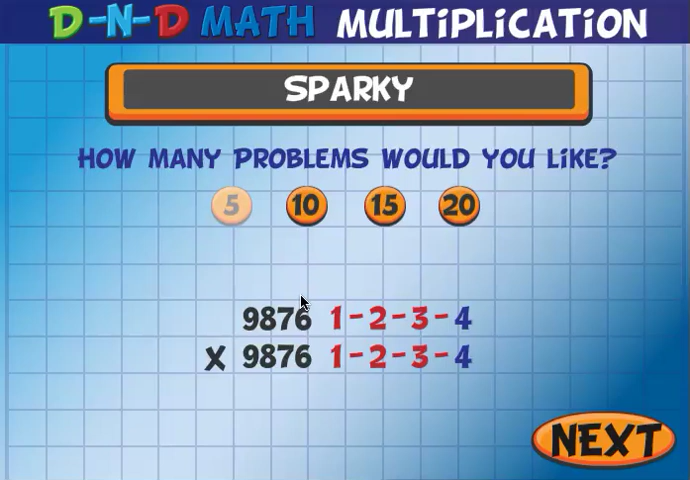 D-N-D MATH MULTiPLiCATiON
SPARKY
HOW MANY PROBLEMS WOULD YOU LiKE?
5 10 15 20
9876 1-2-3-4
X 9876 1-2-3-4
NEXT